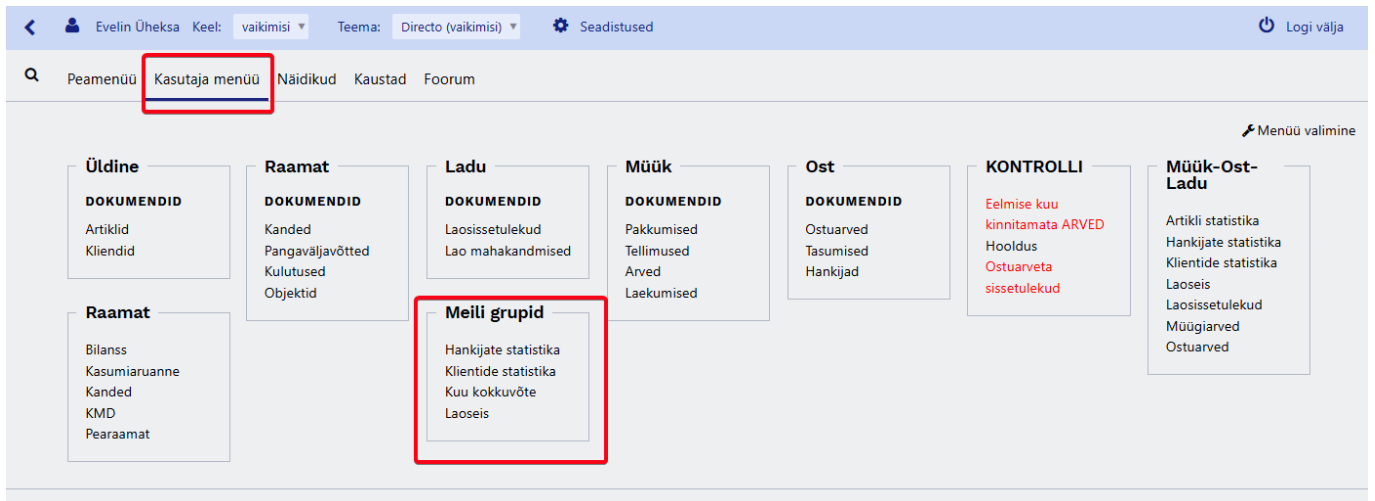 Evelin Üheksa Keel: vaikimisi Teema: Directo (vaikimisi) Seadistused Logi välja
Peamenüü Kasutaja menüü Näidikud Kaustad Foorum
Menüü valimine
Üldine
DOKUMENDID
Artiklid
Kliendid
Raamat
DOKUMENDID
Kanded
Pangaväljavõtted
Kulutused
Objektid
Ladu
DOKUMENDID
Laosissetulekud
Lao mahakandmised
Müük
DOKUMENDID
Pakkumised
Tellimused
Arved
Laekumised
Ost
DOKUMENDID
Ostuarved
Tasumised
Hankijad
KONTROLLI
Eelmise kuu
kinnitamata ARVED
Hooldus
Ostuarveta
sissetulekud
Müük-Ost-
Ladu
Artikli statistika
Hankijate statistika
Klientide statistika
Laoseis
Laosissetulekud
Müügiarved
Ostuarved
Raamat
Bilanss
Kasumiaruanne
Kanded
KMD
Pearaamat
Meili grupid
Hankijate statistika
Klientide statistika
Kuu kokkuvõte
Laoseis